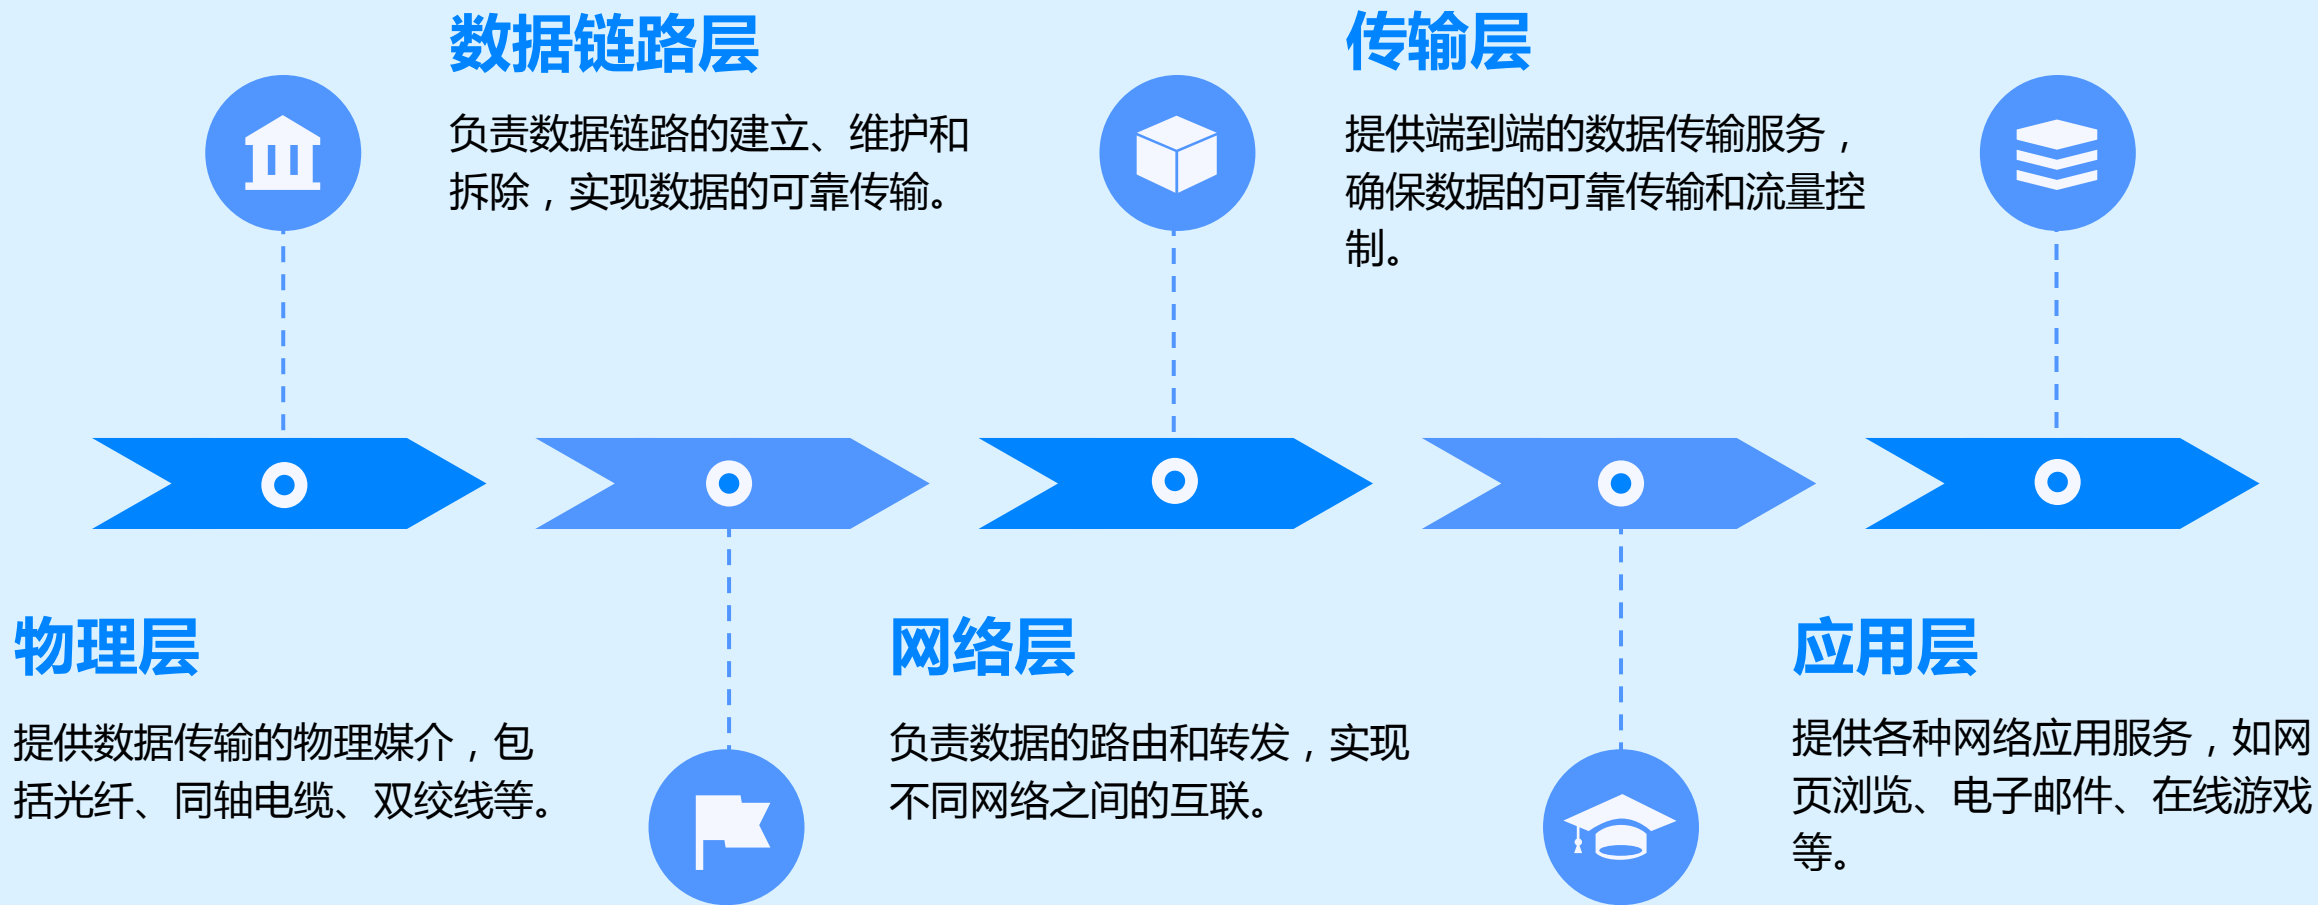 数据链路层
负责数据链路的建立、维护和
拆除，实现数据的可靠传输。
传输层
提供端到端的数据传输服务，
确保数据的可靠传输和流量控
制。
物理层
提供数据传输的物理媒介，包
括光纤、同轴电缆、双绞线等。
网络层
负责数据的路由和转发，实现
不同网络之间的互联。
应用层
提供各种网络应用服务，如网
页浏览、电子邮件、在线游戏
等。